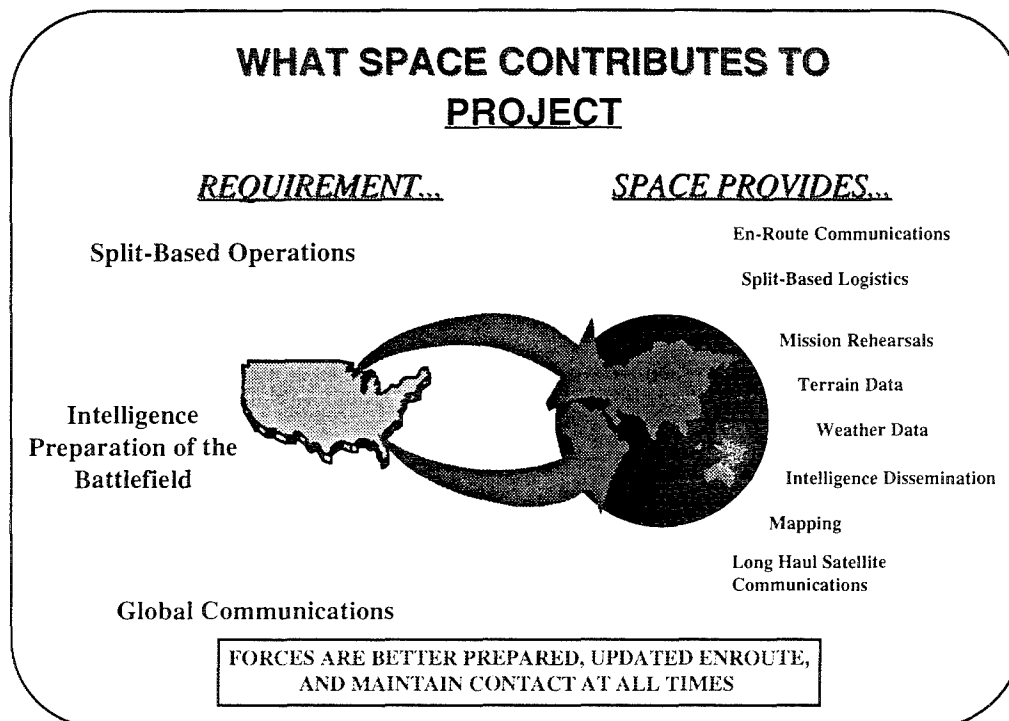 WHAT SPACE CONTRIBUTES TO
PROJECT
REQUIREMENT...
Split-Based Operations
Intelligence
Preparation of the
Battlefield
Global Communications
SPACE PROVIDES...
En-Route Communications
Split-Based Logistics
Mission Rehearsals
Terrain Data
Weather Data
Intelligence Dissemination
Mapping
Long Haul Satellite
Communications
FORCES ARE BETTER PREPARED, UPDATED ENROUTE,
AND MAINTAIN CONTACT AT ALL TIMES